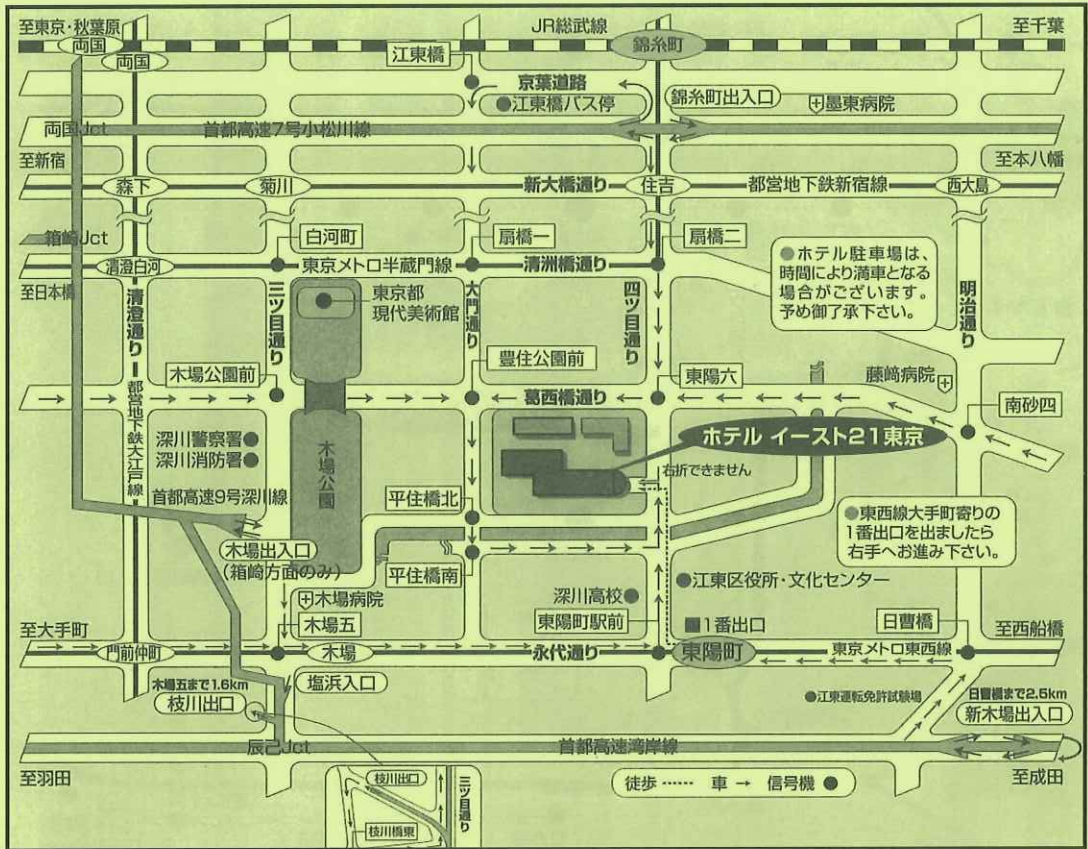 至東京・秋葉原
JR総武線
至千葉
両国
両国
錦糸町
江東橋
京葉道路
江東橋バス停
錦糸町出入口
墨東病院
両国Jct
首都高速7号小松川線
至新宿
至本八幡
森下
菊川
新大橋通り
住吉
都営地下鉄新宿線
西大島
箱崎Jct
白河町
扇橋一
扇橋二
清澄白河
東京メトロ半蔵門線
清洲橋通り
至日本橋
●ホテル駐車場は、
時間により満車となる
場合がございます。
予め御了承下さい。
清澄通り
三ツ目通り
東京都
現代美術館
大門通り
四ツ目通り
明治通り
木場公園前
豊住公園前
東陽六
藤﨑病院
南砂四
都営地下鉄大江戸線
葛西橋通り
深川警察署
深川消防署
木場公園
ホテル イースト21東京
右折できません
首都高速9号深川線
平住橋北
●東西線大手町寄りの
1番出口を出ましたら
右手へお進み下さい。
木場出入口
(箱崎方面のみ)
平住橋南
江東区役所・文化センター
木場病院
深川高校
木場五
東陽町駅前
1番出口
日曹橋
至大手町
至西船橋
門前仲町
木場
永代通り
東陽町
東京メトロ東西線
木場五まで1.6km
枝川出口
塩浜入口
江東運転免許試験場
日曹橋まで2.5km
新木場出入口
辰己Jct
首都高速湾岸線
至羽田
至成田
枝川出口
三ツ目通り
枝川橋東
徒歩 ‥‥‥ 車 → 信号機 ●